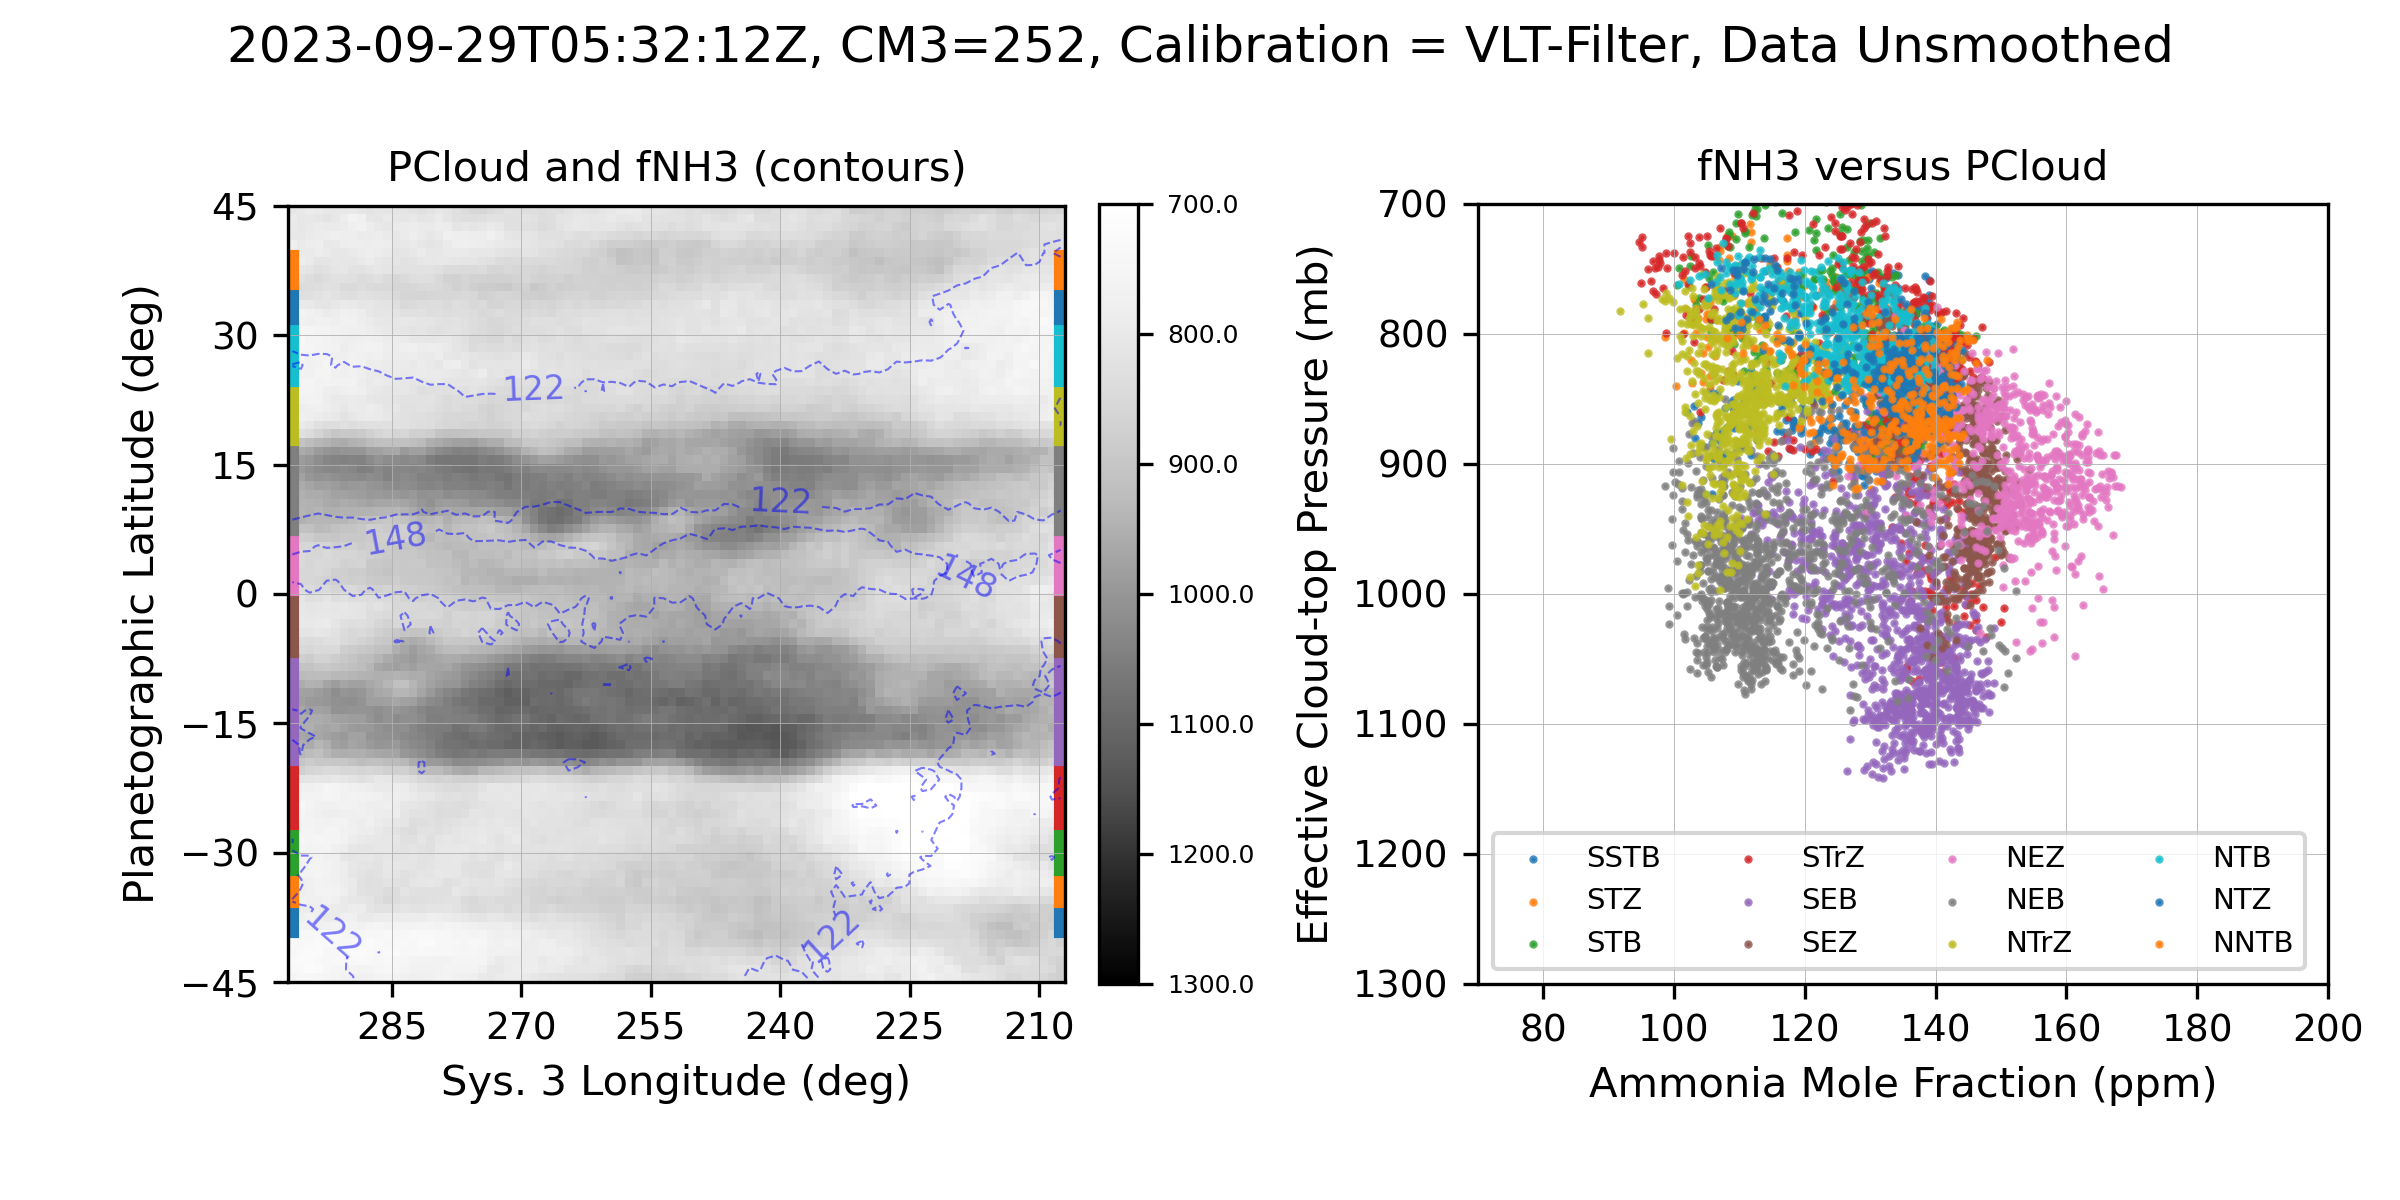 2023-09-29T05:32:12Z, CM3=252, Calibration = VLT-Filter, Data Unsmoothed
PCloud and fNH3 (contours)
45
30
15
0
−15
−30
−45
Planetographic Latitude (deg)
122
122
148
148
122
122
285
270
255
240
225
210
Sys. 3 Longitude (deg)
700.0
800.0
900.0
1000.0
1100.0
1200.0
1300.0
fNH3 versus PCloud
700
800
900
1000
1100
1200
1300
Effective Cloud-top Pressure (mb)
SSTB
STZ
STB
STrZ
SEB
SEZ
NEZ
NEB
NTrZ
NTB
NTZ
NNTB
80
100
120
140
160
180
200
Ammonia Mole Fraction (ppm)